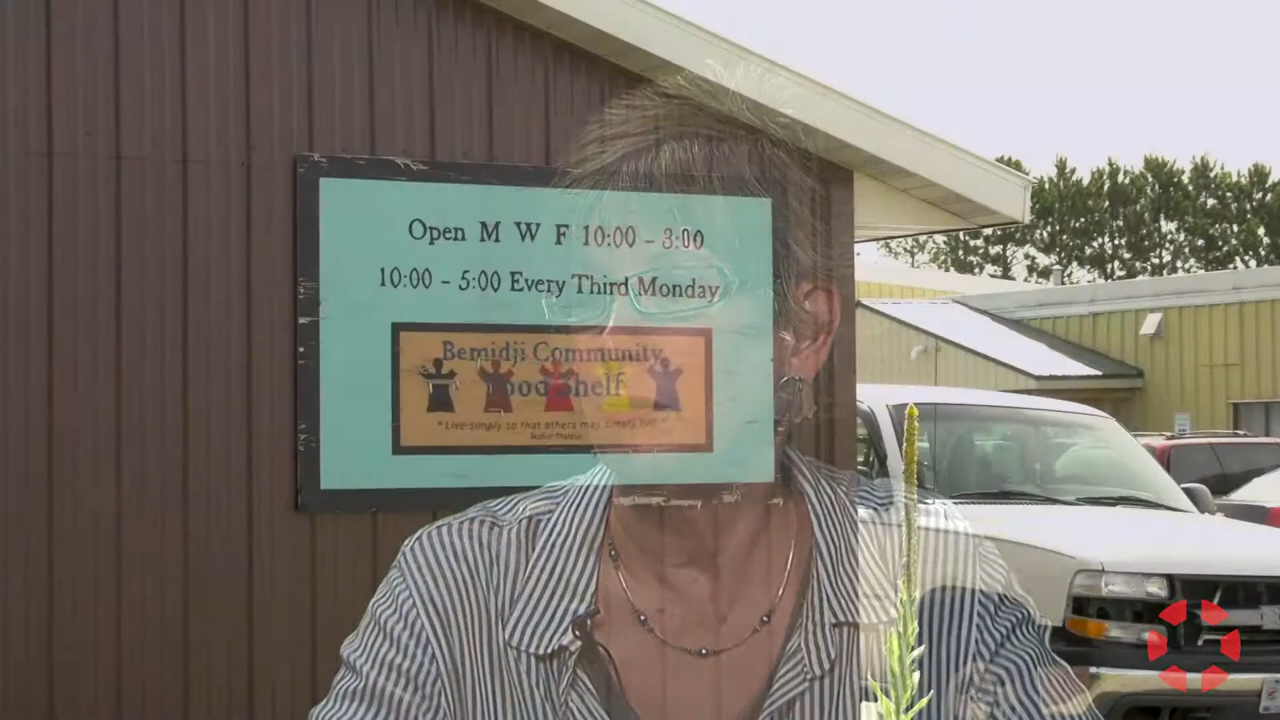 Open M W F 10:00 - 3:00
10:00 - 5:00 Every Third Monday
Bemidji Community
Food Shelf
"Live simply so that others may simply live"